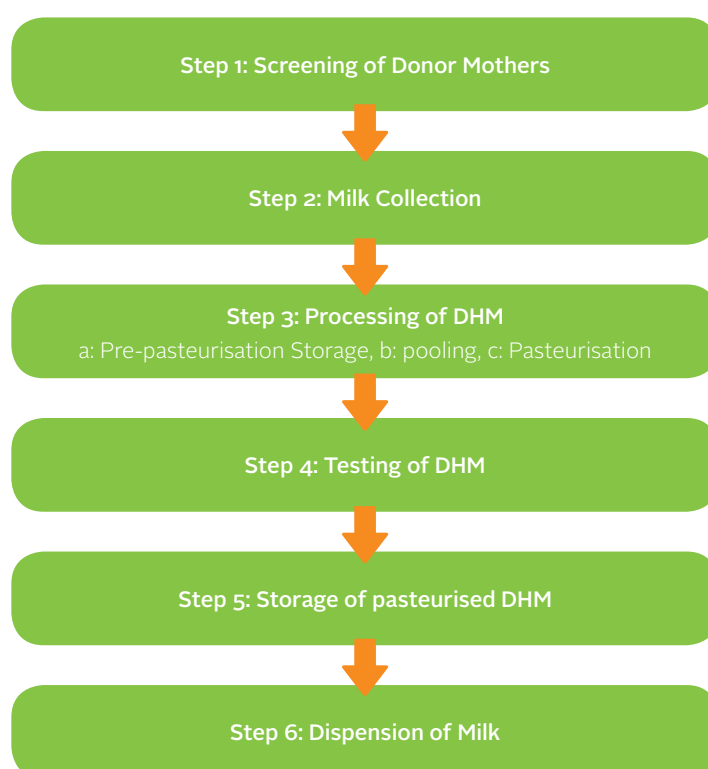 Step 1: Screening of Donor Mothers
Step 2: Milk Collection
Step 3: Processing of DHM
a: Pre-pasteurisation Storage, b: pooling, c: Pasteurisation
Step 4: Testing of DHM
Step 5: Storage of pasteurised DHM
Step 6: Dispension of Milk